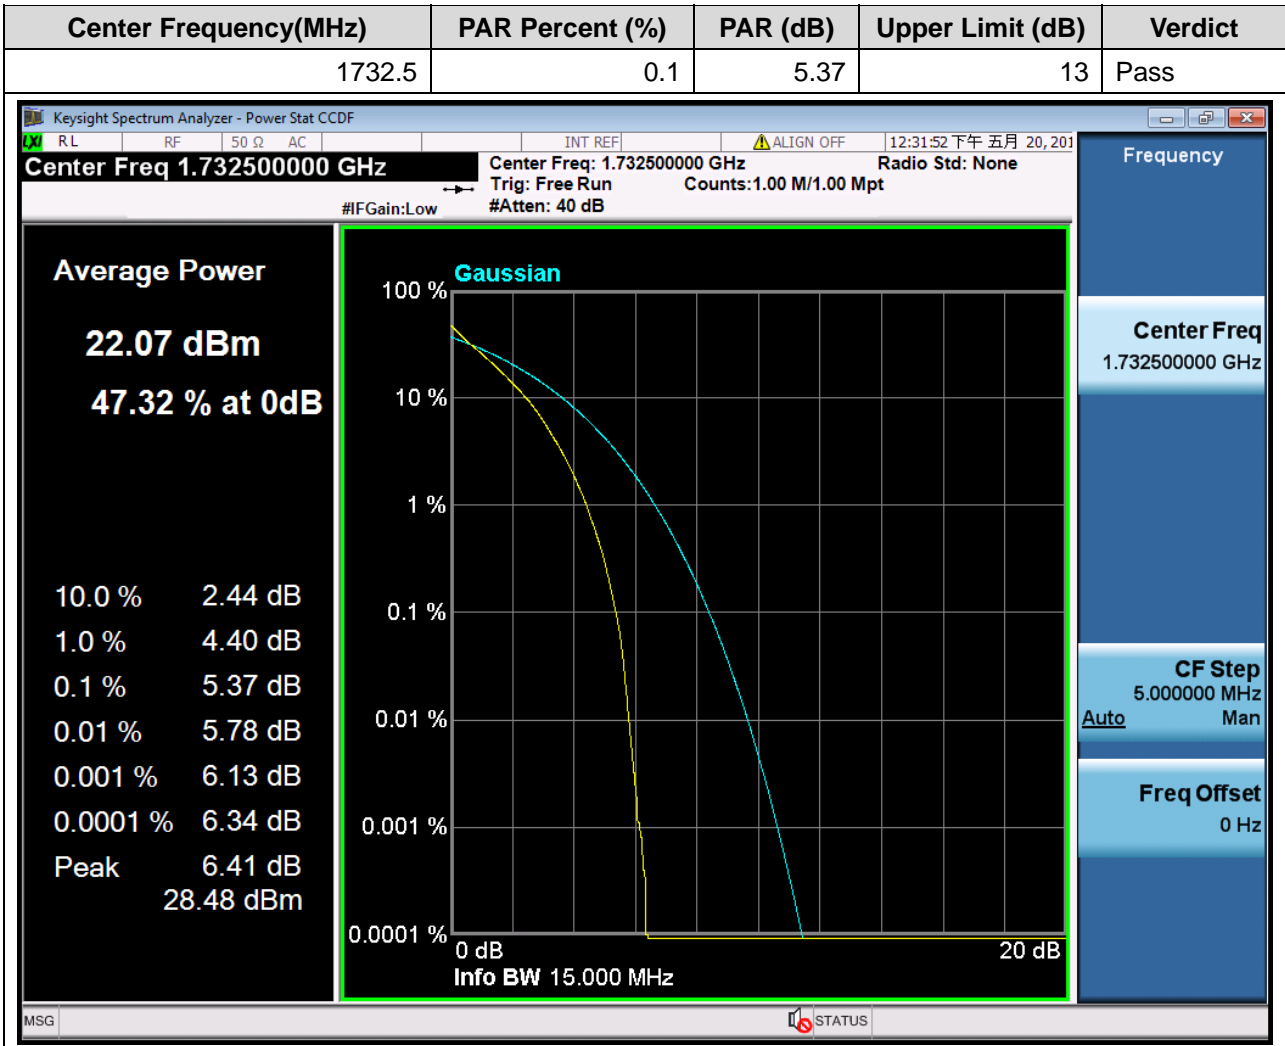 Center Frequency(MHz) PAR Percent (%) PAR (dB) Upper Limit (dB) Verdict
1732.5 0.1 5.37 13 Pass
Keysight Spectrum Analyzer - Power Stat CCDF
LXI RL RF 50 Ω AC INT REF ALIGN OFF 12:31:52 下午 五月 20, 201
Center Freq 1.732500000 GHz
Center Freq: 1.732500000 GHz Radio Std: None
Trig: Free Run Counts:1.00 M/1.00 Mpt
#IFGain:Low #Atten: 40 dB
Frequency
Average Power
22.07 dBm
47.32 % at 0dB
10.0 % 2.44 dB
1.0 % 4.40 dB
0.1 % 5.37 dB
0.01 % 5.78 dB
0.001 % 6.13 dB
0.0001 % 6.34 dB
Peak 6.41 dB
28.48 dBm
Gaussian
100 %
10 %
1 %
0.1 %
0.01 %
0.001 %
0.0001 %
0 dB 20 dB
Info BW 15.000 MHz
Center Freq
1.732500000 GHz
CF Step
5.000000 MHz
Auto Man
Freq Offset
0 Hz
MSG STATUS